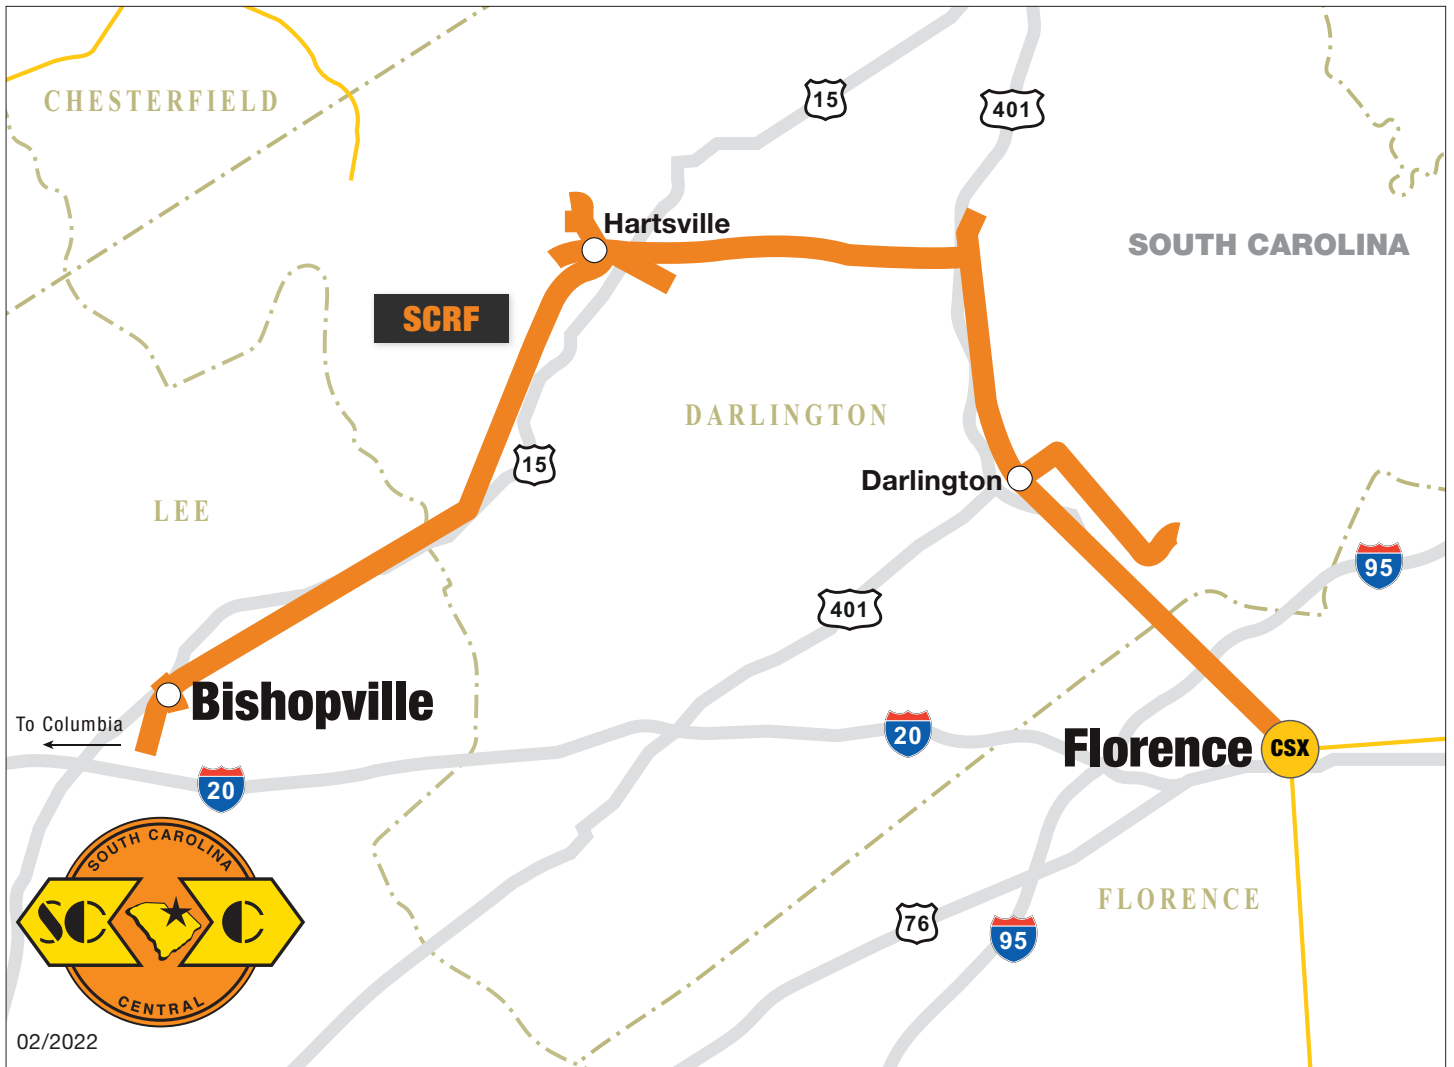 CHESTERFIELD
15
401
Hartsville
SOUTH CAROLINA
SCRF
DARLINGTON
15
Darlington
LEE
95
401
Bishopville
To Columbia
20
Florence
CSX
20
SOUTH CAROLINA
SC C
CENTRAL
FLORENCE
76
95
02/2022